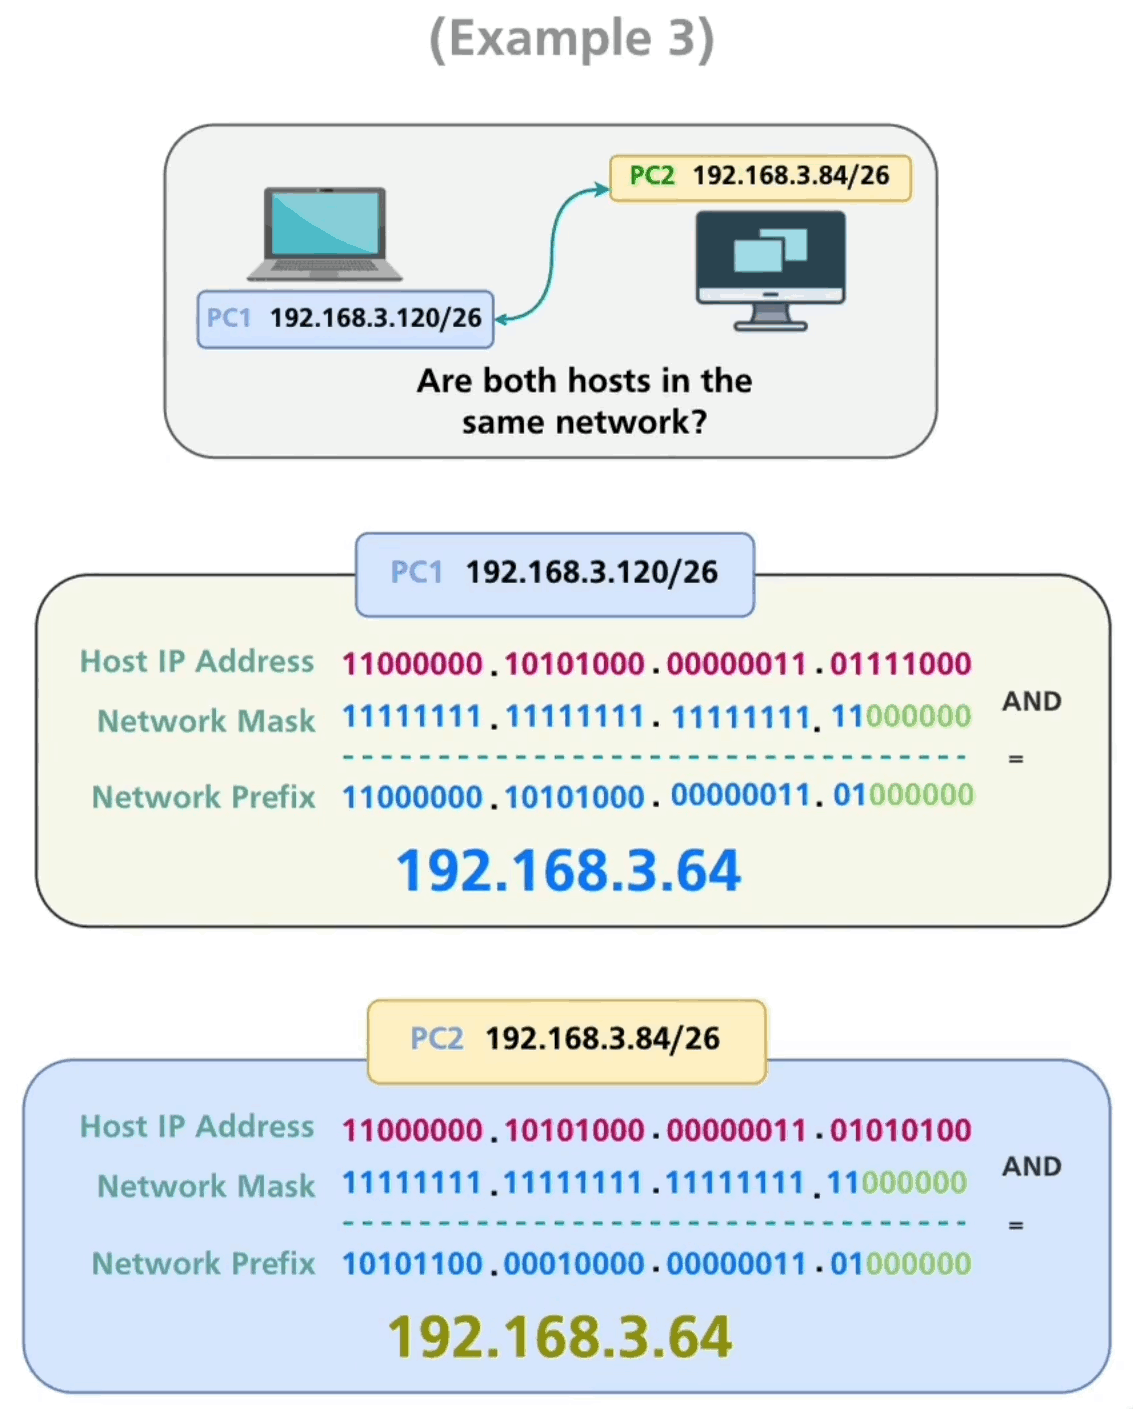 (Example 3)
PC2 192.168.3.84/26
PC1 192.168.3.120/26
Are both hosts in the
same network?
PC1 192.168.3.120/26
Host IP Address 11000000.10101000.00000011.01111000
AND
Network Mask 11111111.11111111.11111111.11000000
=
Network Prefix 11000000.10101000.00000011.01000000
192.168.3.64
PC2 192.168.3.84/26
Host IP Address 11000000.10101000.00000011.01010100
AND
Network Mask 11111111.11111111.11111111.11000000
=
Network Prefix 10101100.00010000.00000011.01000000
192.168.3.64